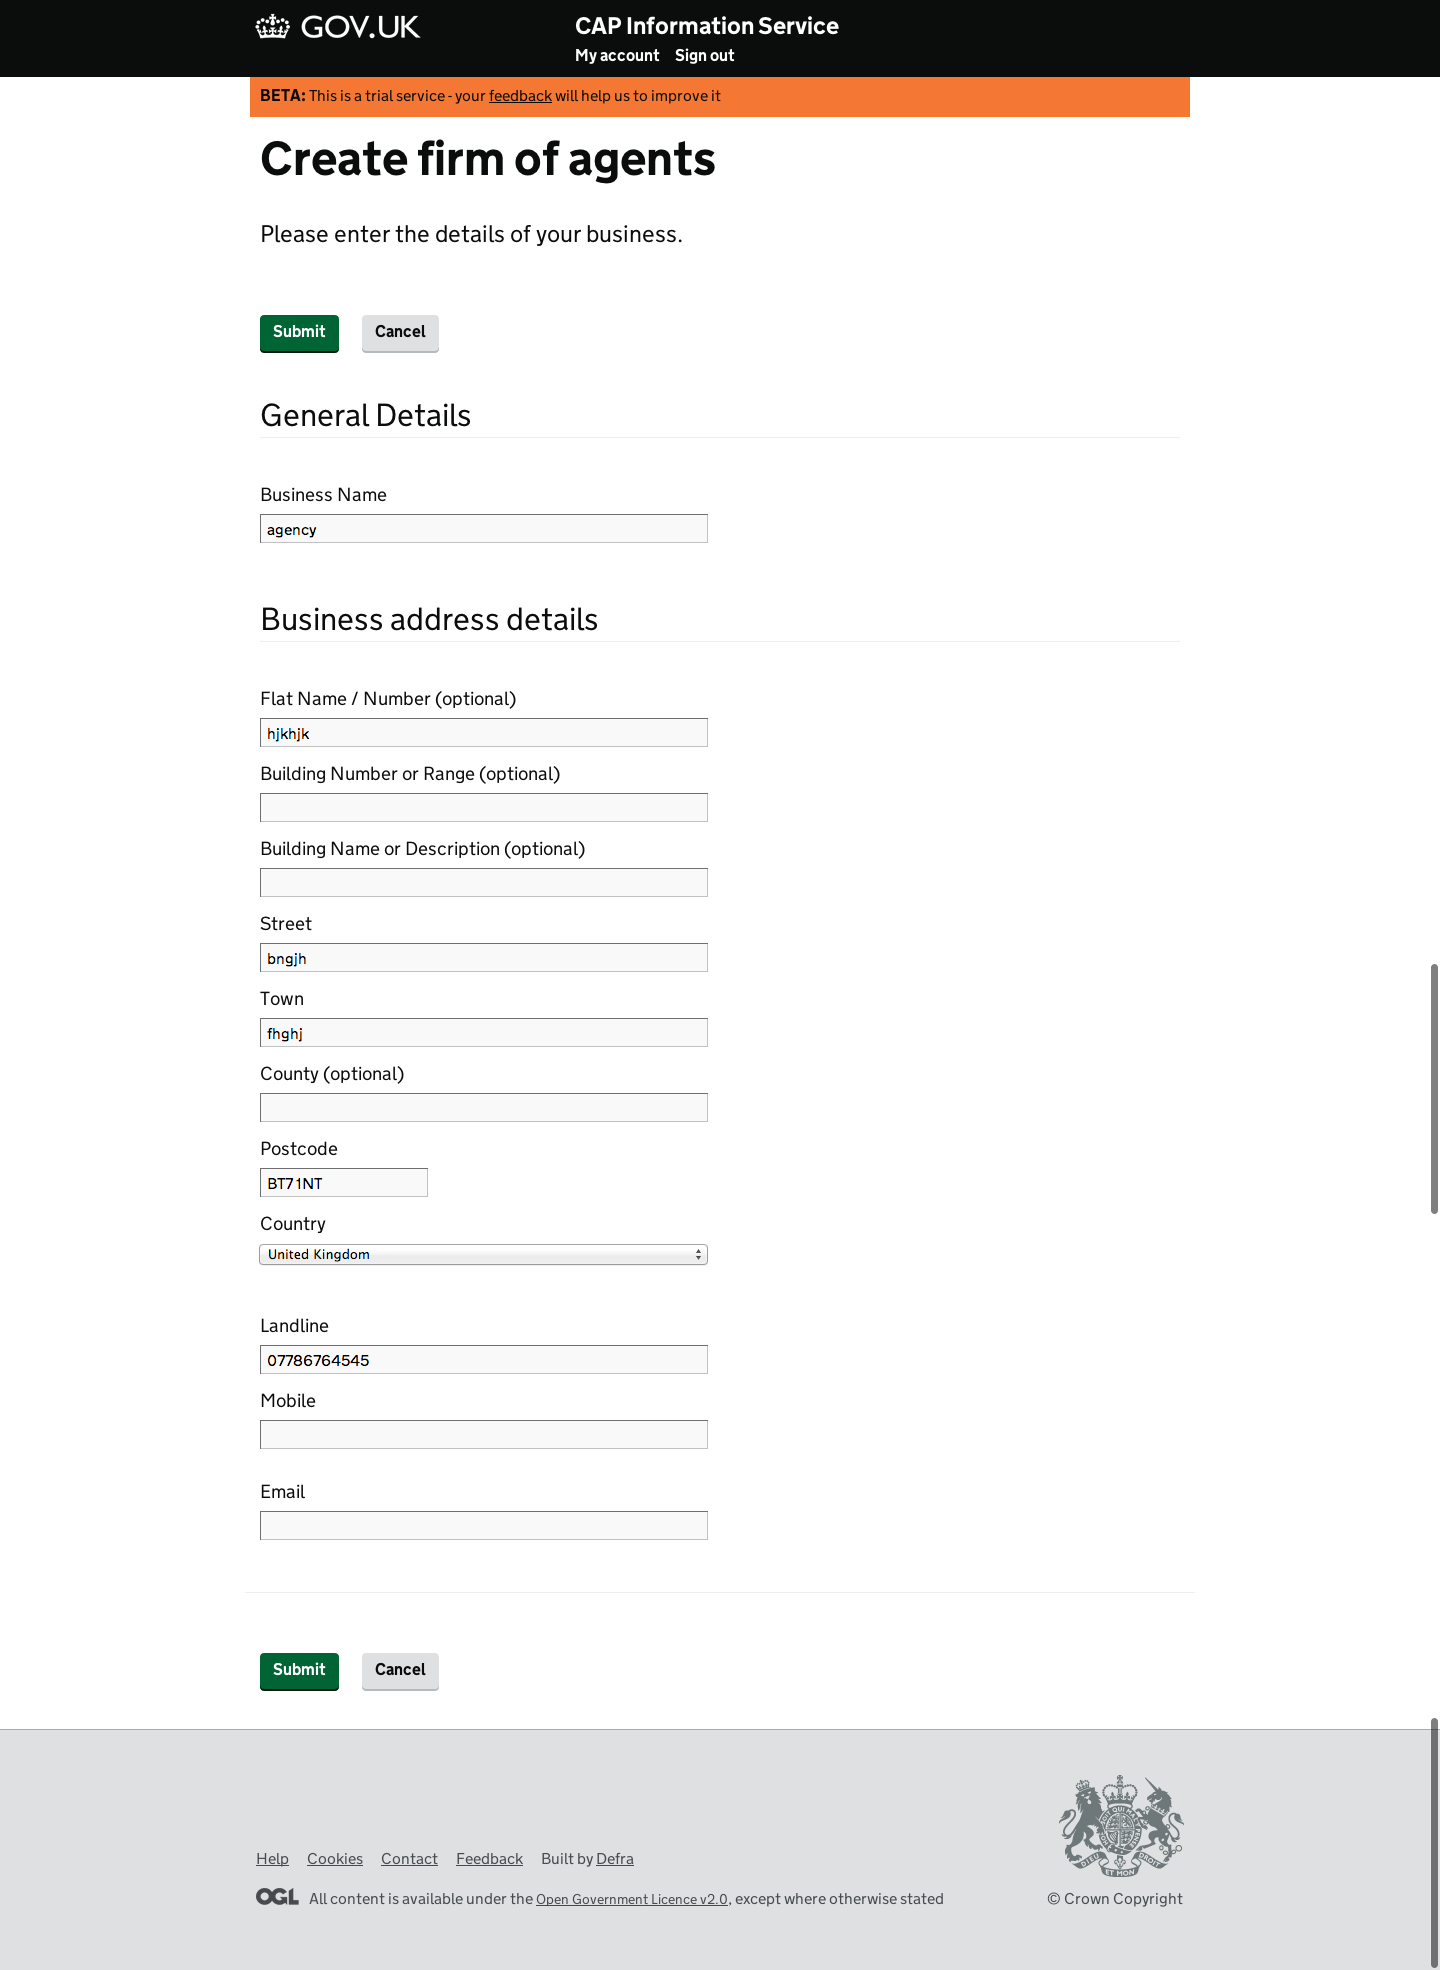 GOV.UK
CAP Information Service
My account Sign out
BETA: This is a trial service - your feedback will help us to improve it
Create firm of agents
Please enter the details of your business.
Submit Cancel
General Details
Business Name
agency
Business address details
Flat Name / Number (optional)
hjkhjk
Building Number or Range (optional)
Building Name or Description (optional)
Street
bngjh
Town
fhghj
County (optional)
Postcode
BT7 1NT
Country
United Kingdom
Landline
07786764545
Mobile
Email
Submit Cancel
Help Cookies Contact Feedback Built by Defra
OGL All content is available under the Open Government Licence v2.0, except where otherwise stated
© Crown Copyright
DIEU ET MON DROIT